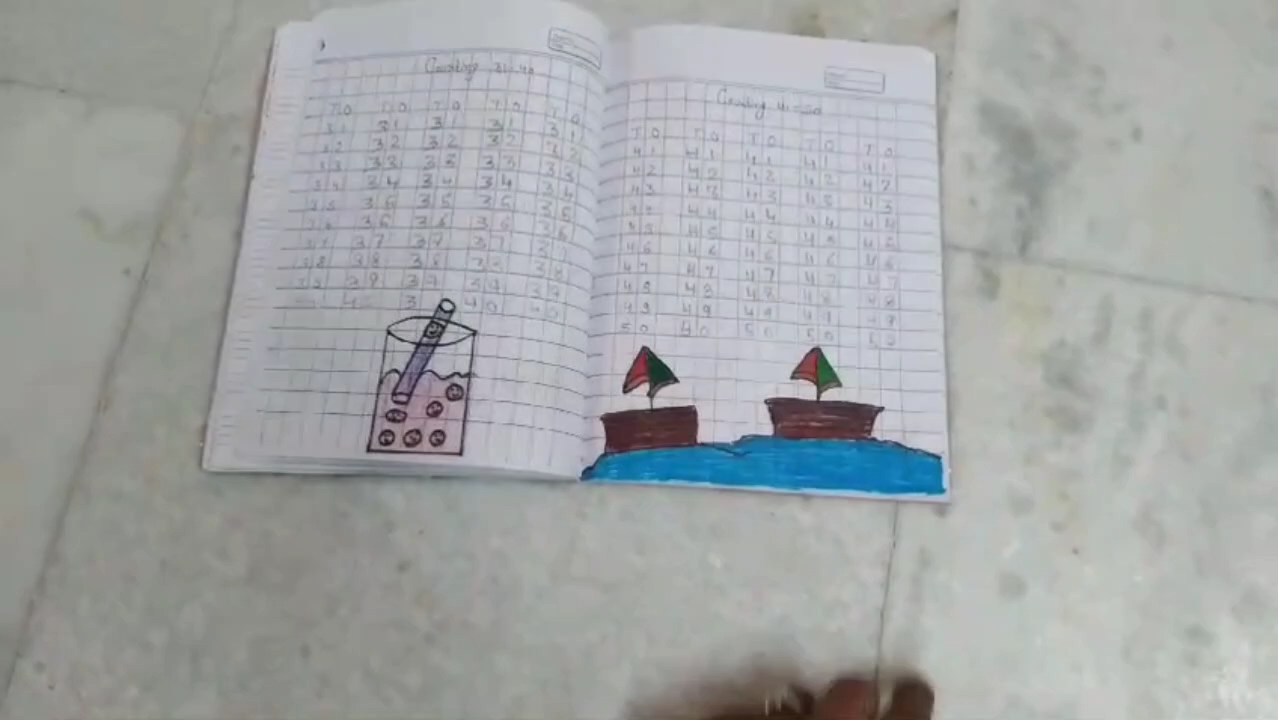 Counting 31-40
T O T O T O T O T O
31 31 31 31 31
32 32 32 32 32
33 33 33 33 33
34 34 34 34 34
35 35 35 35 35
36 36 36 36 36
37 37 37 37
38 38 38 38 38
39 39 39 39 39
40 3 40 40
Counting 41-50
T O T O T O T O T O
41 41 41 41 41
42 42 42 42 42
43 43 43 43 43
44 44 44 44 44
45 45 45 45 45
46 46 46 46 46
47 47 47 47 47
48 48 48 48 48
49 49 49 49 49
50 40 50 50